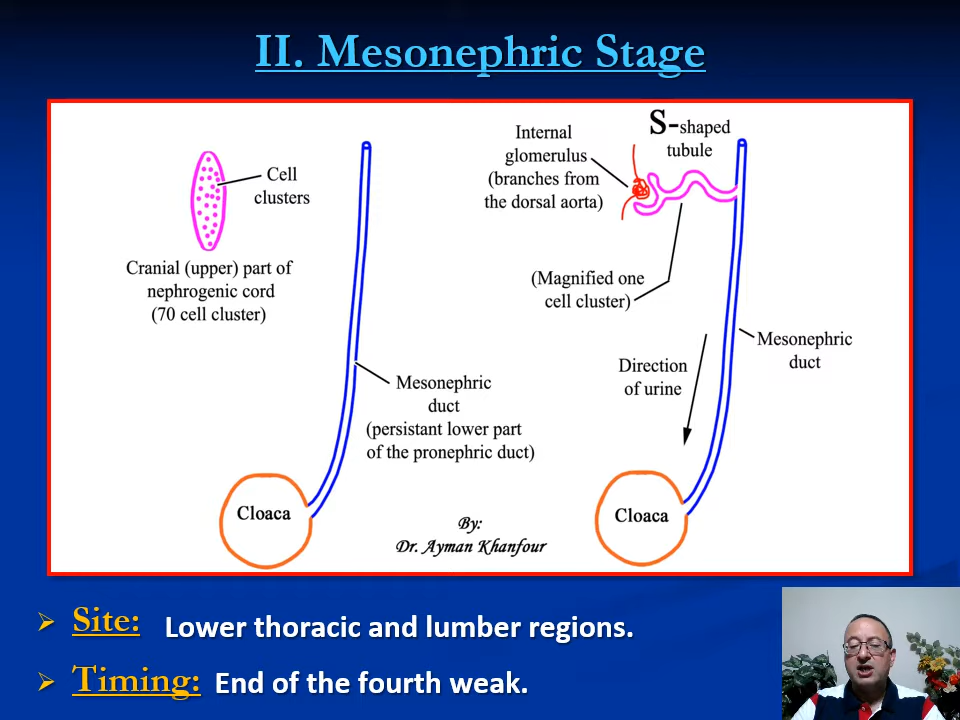 II. Mesonephric Stage
Cell
clusters
Cranial (upper) part of
nephrogenic cord
(70 cell cluster)
Mesonephric
duct
(persistant lower part
of the pronephric duct)
Cloaca
By:
Dr. Ayman Khanfour
Internal
glomerulus
(branches from
the dorsal aorta)
S-shaped
tubule
(Magnified one
cell cluster)
Mesonephric
duct
Direction
of urine
Cloaca
Site: Lower thoracic and lumber regions.
Timing: End of the fourth weak.